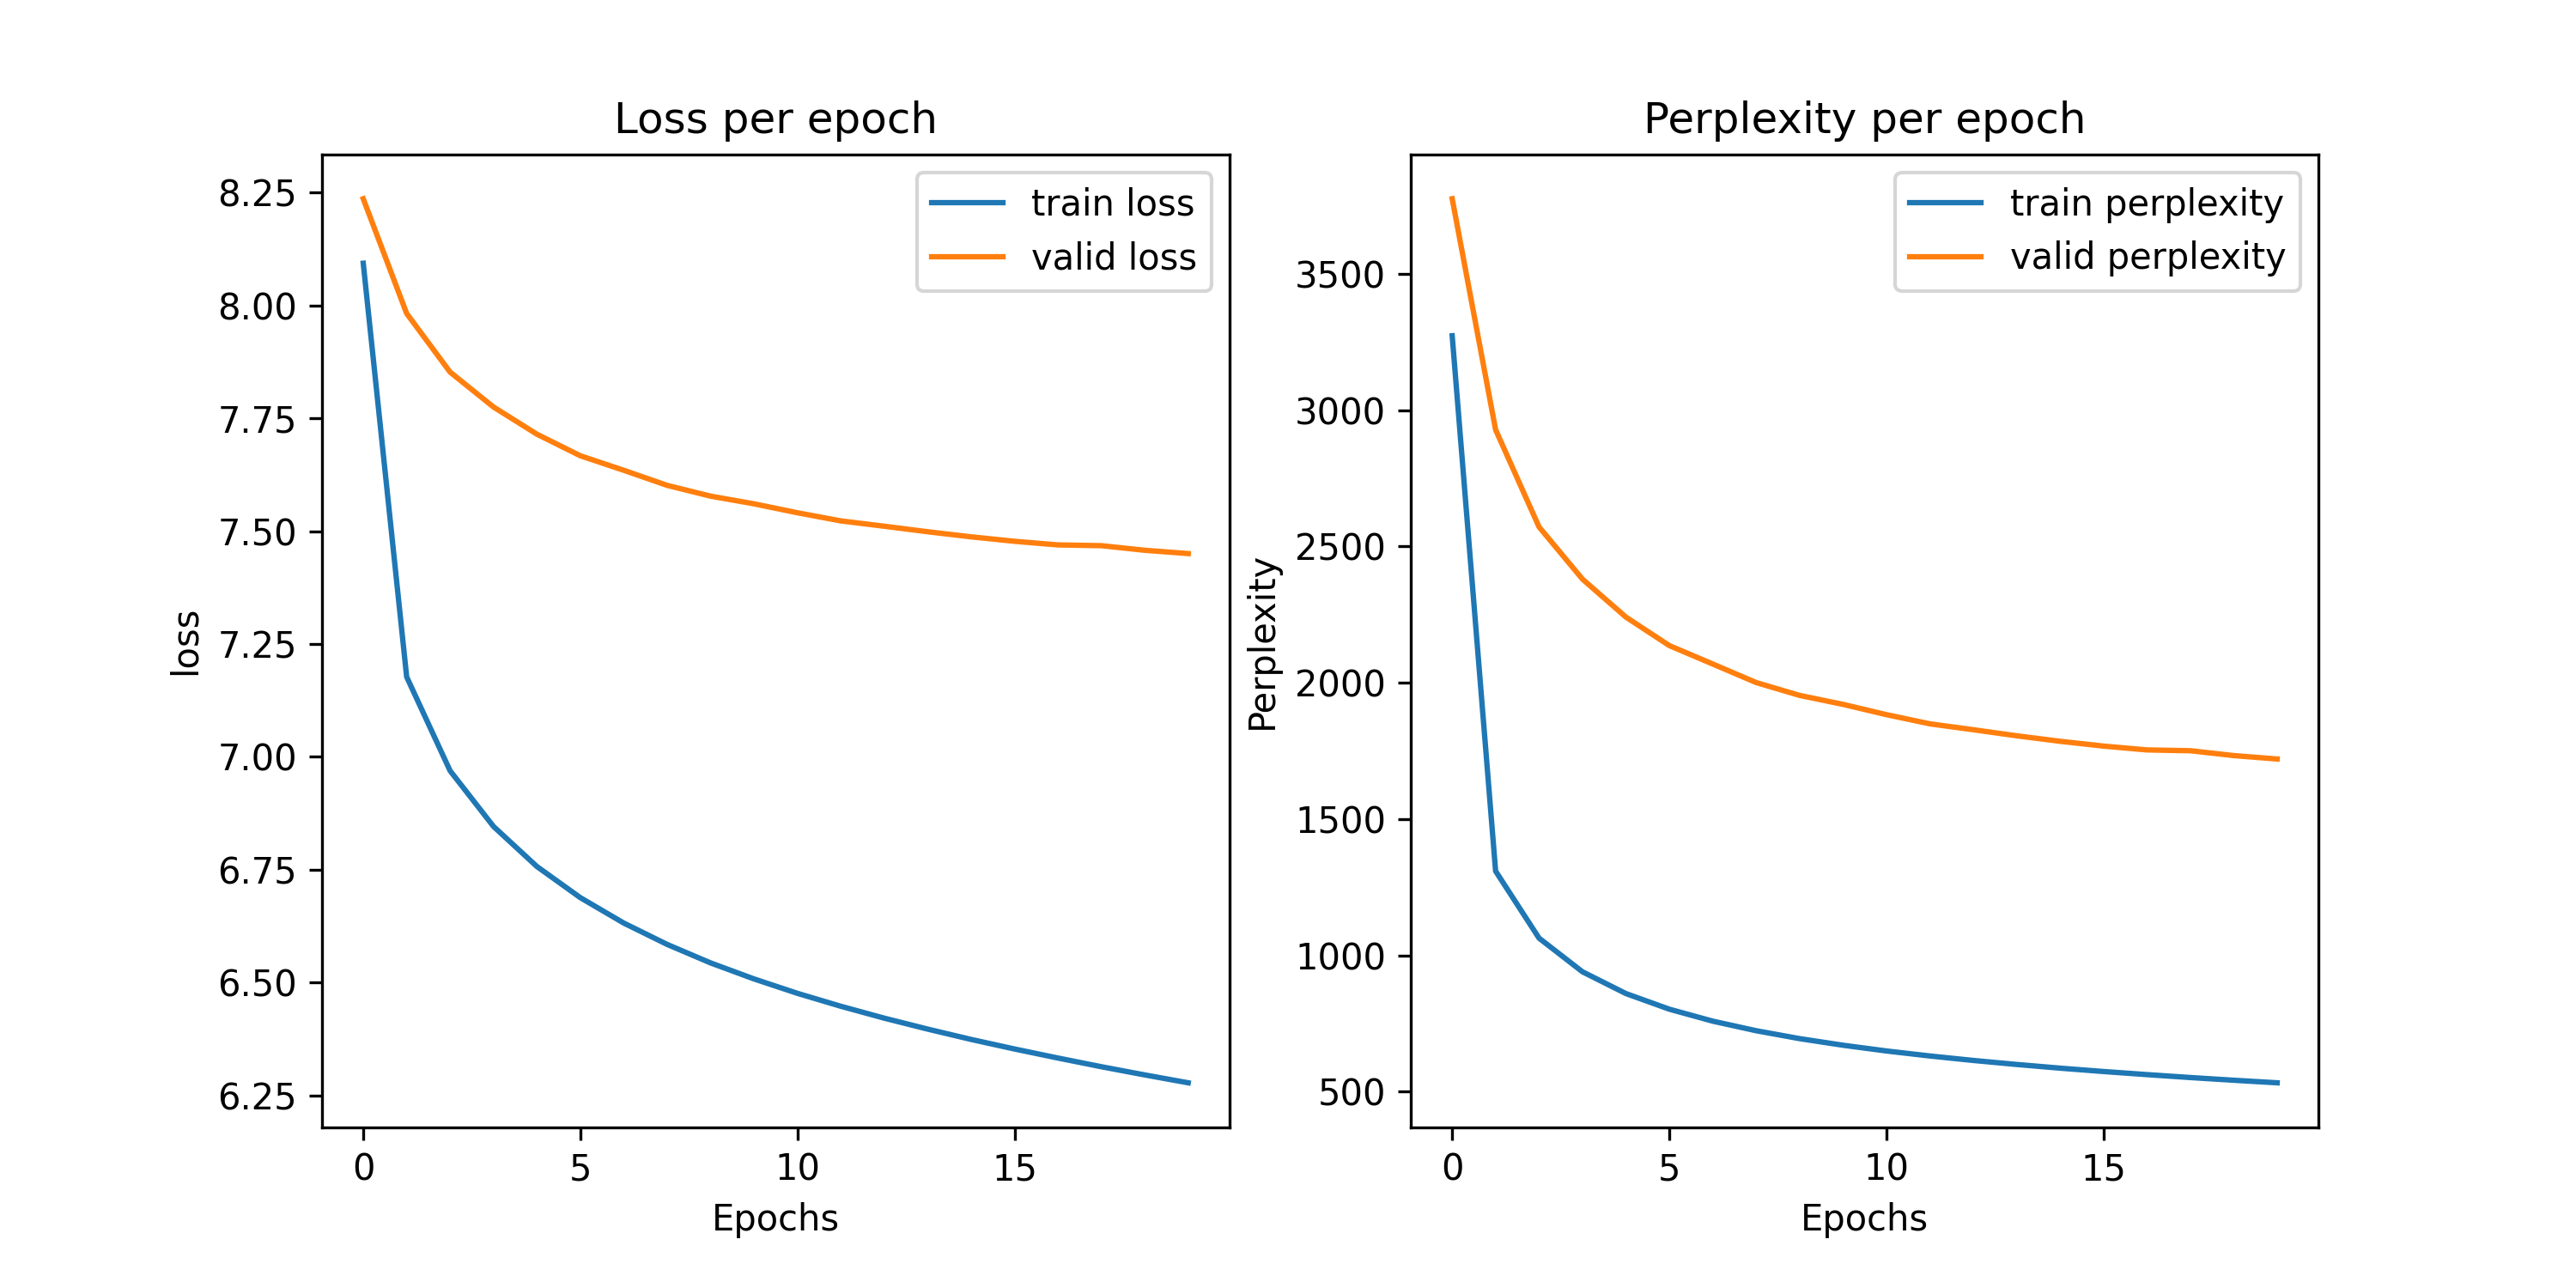 Loss per epoch
train loss
valid loss
8.25
8.00
7.75
7.50
7.25
7.00
6.75
6.50
6.25
loss
0 5 10 15
Epochs
Perplexity per epoch
train perplexity
valid perplexity
3500
3000
2500
2000
1500
1000
500
Perplexity
0 5 10 15
Epochs